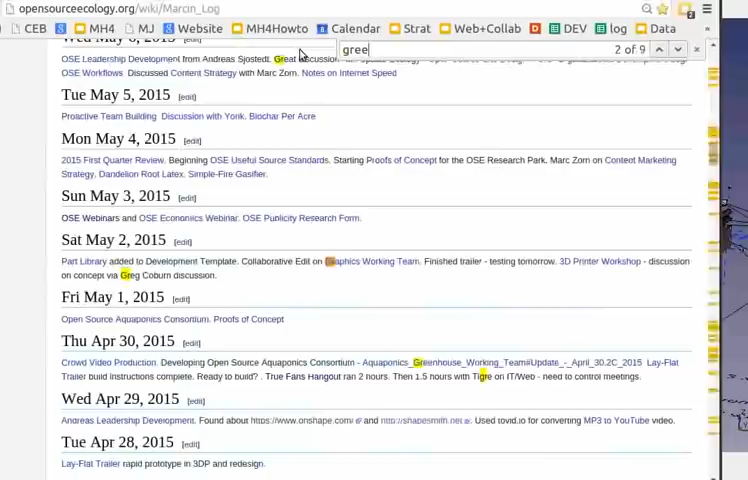 opensourceecology.org/wiki/Marcin_Log
CEB MH4 MJ Website MH4Howto Calendar Strat Web+Collab D DEV log Data
gree 2 of 9
Wed May 6, 2015 [edit]
OSE Leadership Development from Andreas Sjostedt. Great
OSE Workflows Discussed Content Strategy with Marc Zorn. Notes on Internet Speed
Tue May 5, 2015 [edit]
Proactive Team Building Discussion with Yorik. Biochar Per Acre
Mon May 4, 2015 [edit]
2015 First Quarter Review. Beginning OSE Useful Source Standards. Starting Proofs of Concept for the OSE Research Park. Marc Zorn on Content Marketing
Strategy, Dandelion Root Latex. Simple-Fire Gasifier.
Sun May 3, 2015 [edit]
OSE Webinars and OSE Economics Webinar. OSE Publicity Research Form.
Sat May 2, 2015 [edit]
Part Library added to Development Template. Collaborative Edit on Graphics Working Team. Finished trailer - testing tomorrow. 3D Printer Workshop - discussion
on concept via Greg Coburn discussion.
Fri May 1, 2015 [edit]
Open Source Aquaponics Consortium. Proofs of Concept
Thu Apr 30, 2015 [edit]
Crowd Video Production. Developing Open Source Aquaponics Consortium - Aquaponics_Greenhouse_Working_Team#Update_-_April_30.2C_2015 Lay-Flat
Trailer build instructions complete. Ready to build? . True Fans Hangout ran 2 hours. Then 1.5 hours with Tigre on IT/Web - need to control meetings.
Wed Apr 29, 2015 [edit]
Andreas Leadership Development. Found about https://www.onshape.com/ and http://shapesmith.net. Used tovid.io for converting MP3 to YouTube video.
Tue Apr 28, 2015 [edit]
Lay-Flat Trailer rapid prototype in 3DP and redesign.